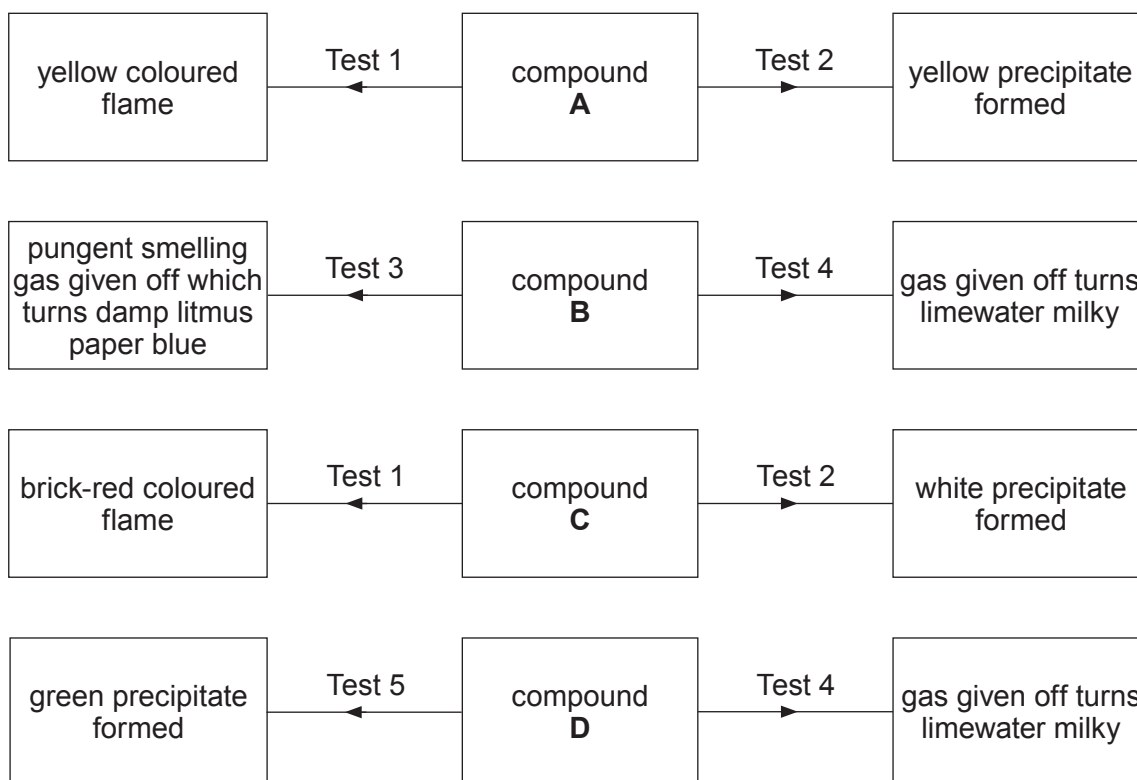 yellow coloured
flame
Test 1
compound
A
Test 2
yellow precipitate
formed
pungent smelling
gas given off which
turns damp litmus
paper blue
Test 3
compound
B
Test 4
gas given off turns
limewater milky
brick-red coloured
flame
Test 1
compound
C
Test 2
white precipitate
formed
green precipitate
formed
Test 5
compound
D
Test 4
gas given off turns
limewater milky